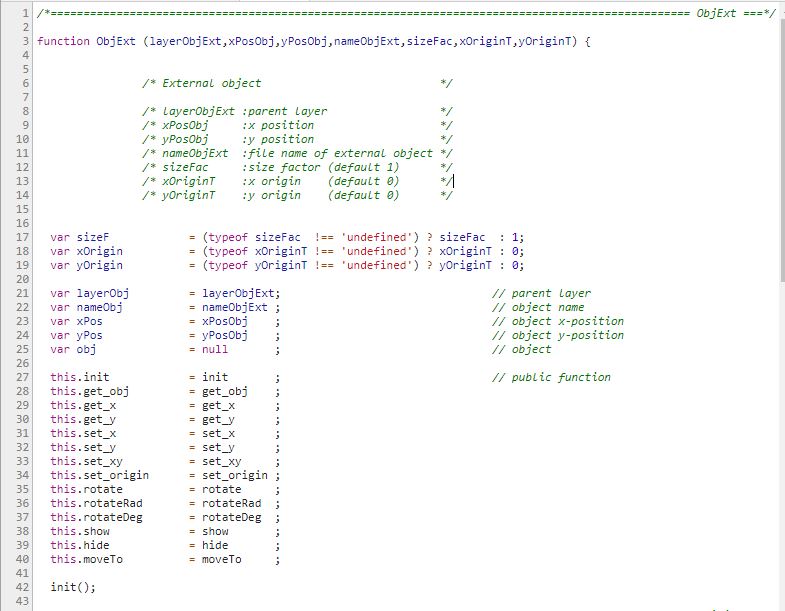 1 /*================================================================================================= ObjExt ===*/
2
3 function ObjExt (layerObjExt,xPosObj,yPosObj,nameObjExt,sizeFac,xOriginT,yOriginT) {
4
5
6 /* External object */
7
8 /* layerObjExt :parent layer */
9 /* xPosObj :x position */
10 /* yPosObj :y position */
11 /* nameObjExt :file name of external object */
12 /* sizeFac :size factor (default 1) */
13 /* xOriginT :x origin (default 0) */
14 /* yOriginT :y origin (default 0) */
15
16
17 var sizeF = (typeof sizeFac !== 'undefined') ? sizeFac : 1;
18 var xOrigin = (typeof xOriginT !== 'undefined') ? xOriginT : 0;
19 var yOrigin = (typeof yOriginT !== 'undefined') ? yOriginT : 0;
20
21 var layerObj = layerObjExt; // parent layer
22 var nameObj = nameObjExt ; // object name
23 var xPos = xPosObj ; // object x-position
24 var yPos = yPosObj ; // object y-position
25 var obj = null ; // object
26
27 this.init = init ; // public function
28 this.get_obj = get_obj ;
29 this.get_x = get_x ;
30 this.get_y = get_y ;
31 this.set_x = set_x ;
32 this.set_y = set_y ;
33 this.set_xy = set_xy ;
34 this.set_origin = set_origin ;
35 this.rotate = rotate ;
36 this.rotateRad = rotateRad ;
37 this.rotateDeg = rotateDeg ;
38 this.show = show ;
39 this.hide = hide ;
40 this.moveTo = moveTo ;
41
42 init();
43